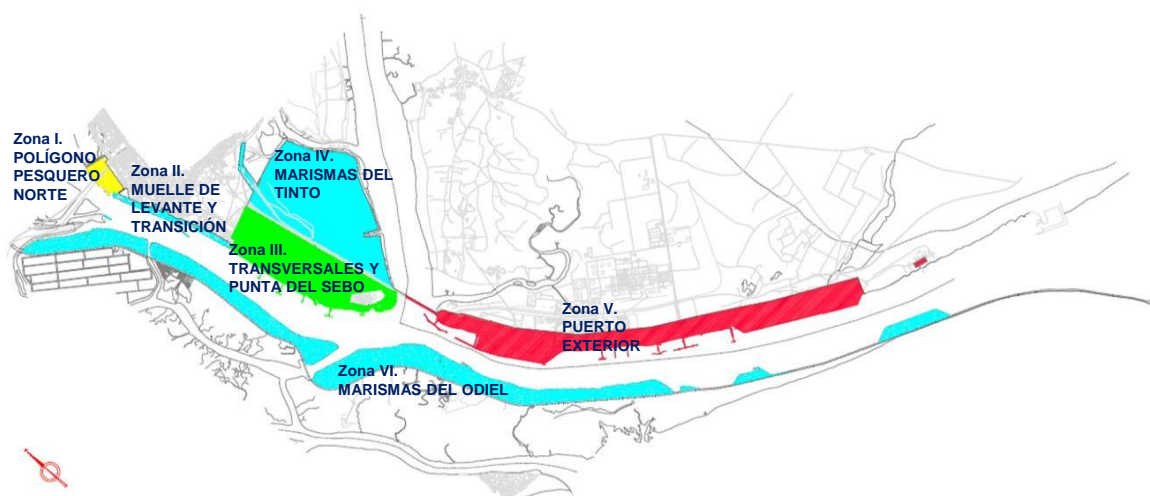 Zona I.
POLÍGONO
PESQUERO
NORTE
Zona II.
MUELLE DE
LEVANTE Y
TRANSICIÓN
Zona IV.
MARISMAS DEL
TINTO
Zona III.
TRANSVERSALES Y
PUNTA DEL SEBO
Zona V.
PUERTO
EXTERIOR
Zona VI.
MARISMAS DEL ODIEL